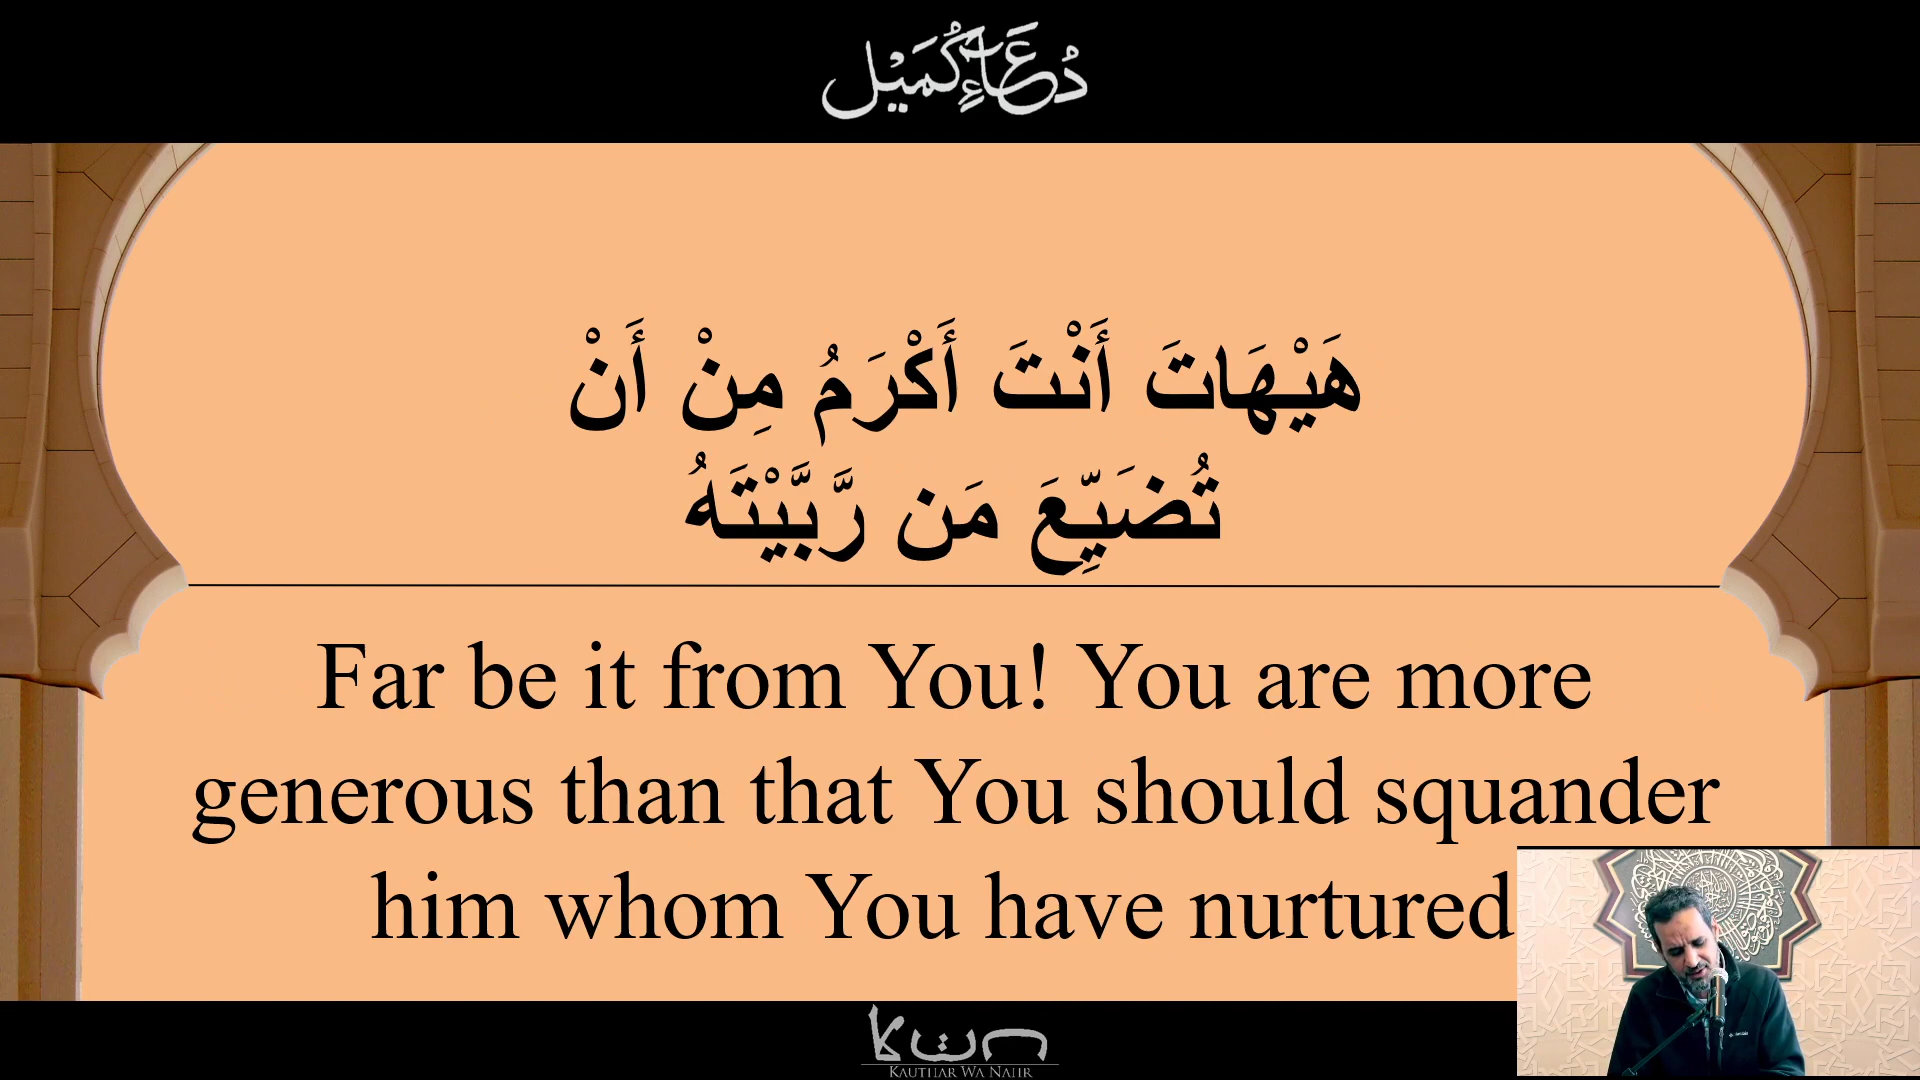 دُعَاءِ كُمَيْل
هَيْهَاتَ أَنْتَ أَكْرَمُ مِنْ أَنْ
تُضَيِّعَ مَن رَّبَّيْتَهُ
Far be it from You! You are more
generous than that You should squander
him whom You have nurtured
KAUTHAR WA NAHR